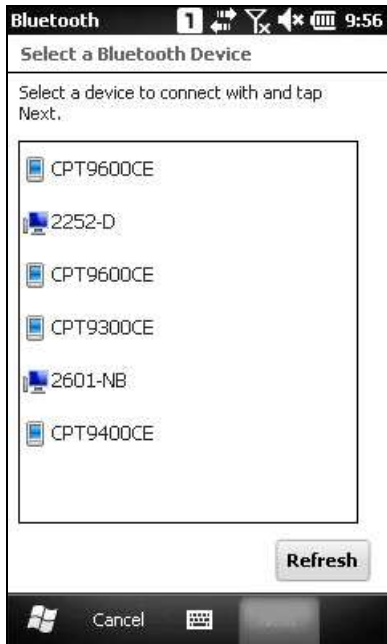 Bluetooth 1 9:56
Select a Bluetooth Device
Select a device to connect with and tap
Next.
CPT9600CE
2252-D
CPT9600CE
CPT9300CE
2601-NB
CPT9400CE
Refresh
Cancel